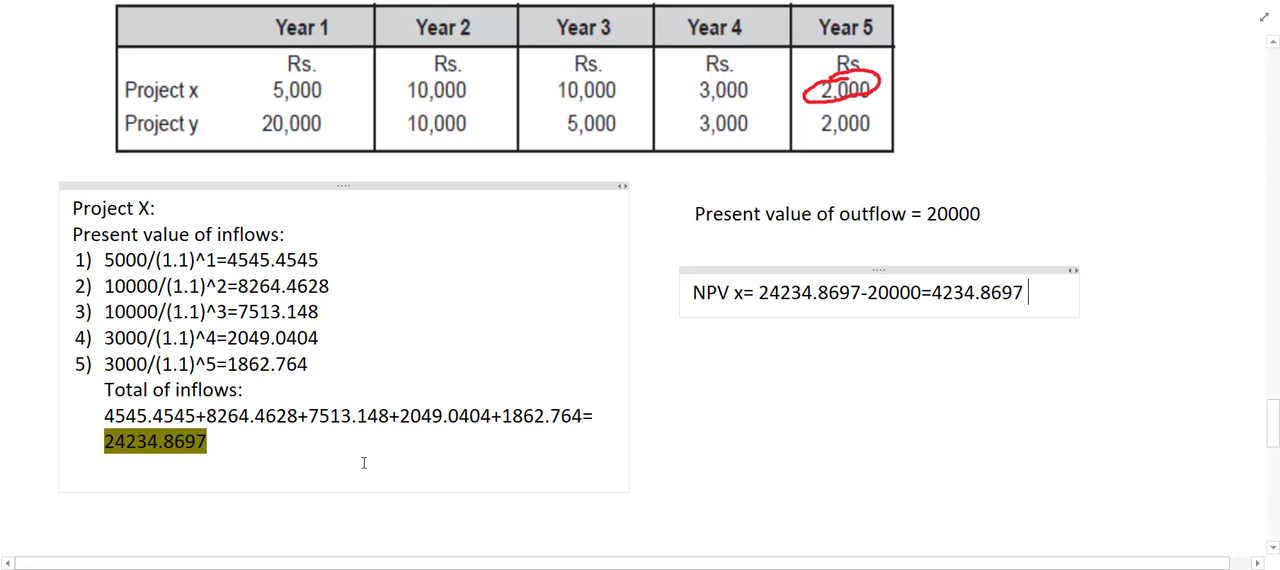 Year 1 Year 2 Year 3 Year 4 Year 5
Rs. Rs. Rs. Rs. Rs.
Project x 5,000 10,000 10,000 3,000 2,000
Project y 20,000 10,000 5,000 3,000 2,000
Project X:
Present value of inflows:
1) 5000/(1.1)^1=4545.4545
2) 10000/(1.1)^2=8264.4628
3) 10000/(1.1)^3=7513.148
4) 3000/(1.1)^4=2049.0404
5) 3000/(1.1)^5=1862.764
Total of inflows:
4545.4545+8264.4628+7513.148+2049.0404+1862.764=
24234.8697
Present value of outflow = 20000
NPV x= 24234.8697-20000=4234.8697